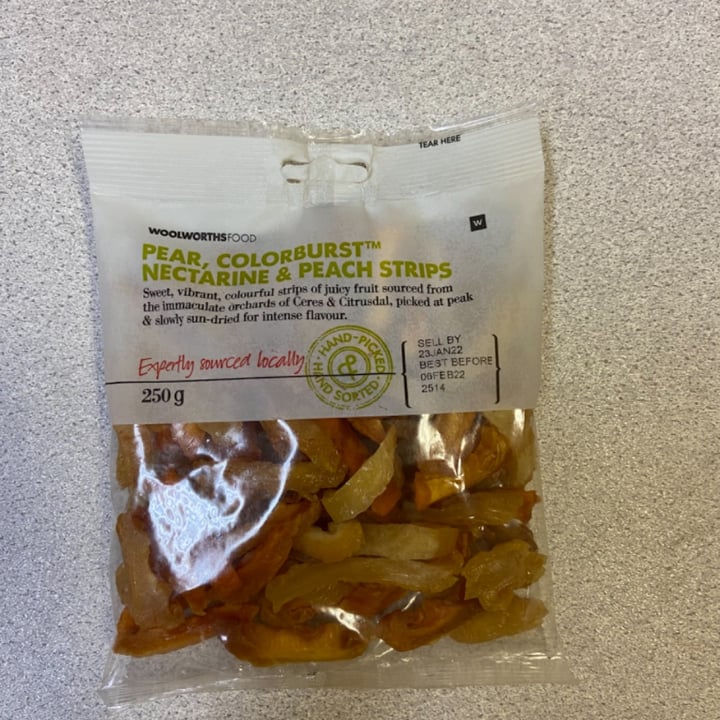 TEAR HERE
W
WOOLWORTHSFOOD
PEAR, COLORBURST™
NECTARINE & PEACH STRIPS
Sweet, vibrant, colourful strips of juicy fruit sourced from
the immaculate orchards of Ceres & Citrusdal, picked at peak
& slowly sun-dried for intense flavour.
Expertly sourced locally
HAND-PICKED
&
HAND SORTED
SELL BY
23JAN22
BEST BEFORE
06FEB22
2514
250 g